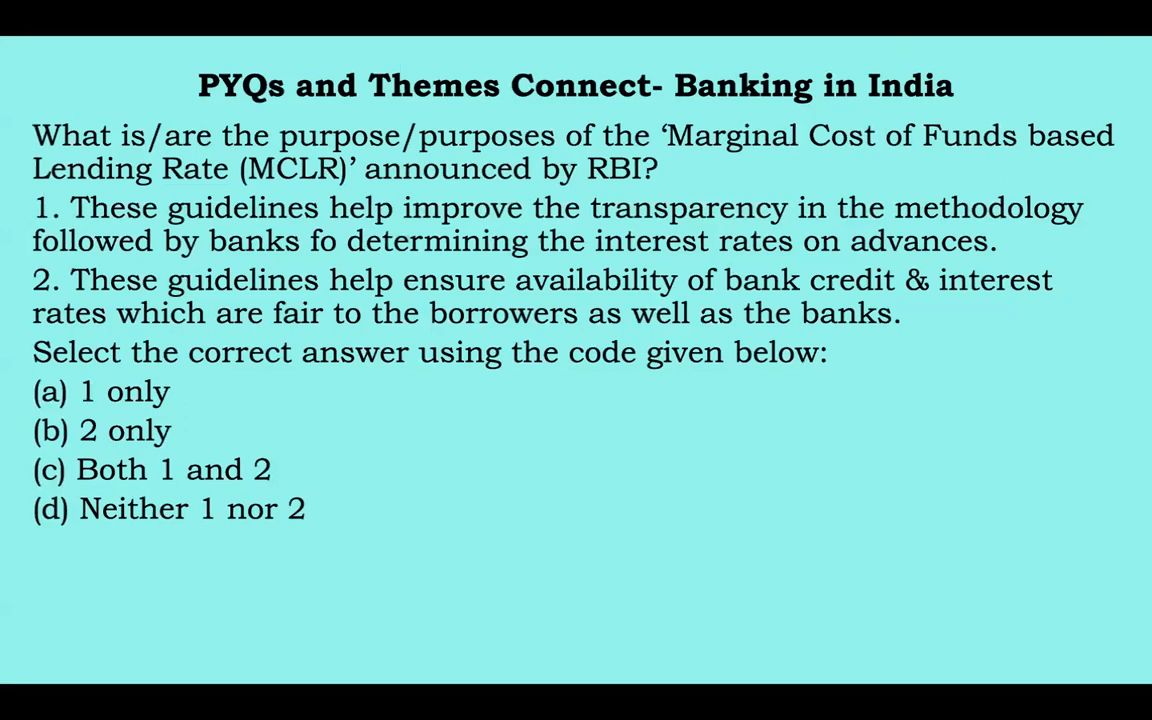 PYQs and Themes Connect- Banking in India
What is/are the purpose/purposes of the ‘Marginal Cost of Funds based
Lending Rate (MCLR)’ announced by RBI?
1. These guidelines help improve the transparency in the methodology
followed by banks fo determining the interest rates on advances.
2. These guidelines help ensure availability of bank credit & interest
rates which are fair to the borrowers as well as the banks.
Select the correct answer using the code given below:
(a) 1 only
(b) 2 only
(c) Both 1 and 2
(d) Neither 1 nor 2